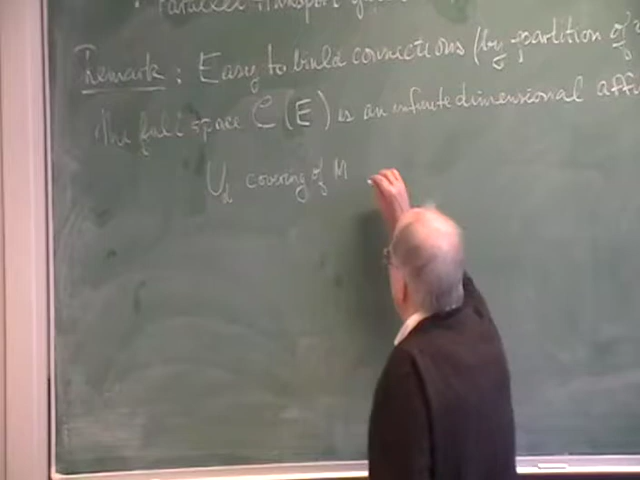 Parallel transport
Remark: Easy to build connections (by partition of
The full space C(E) is an infinite dimensional aff
U_α covering of M